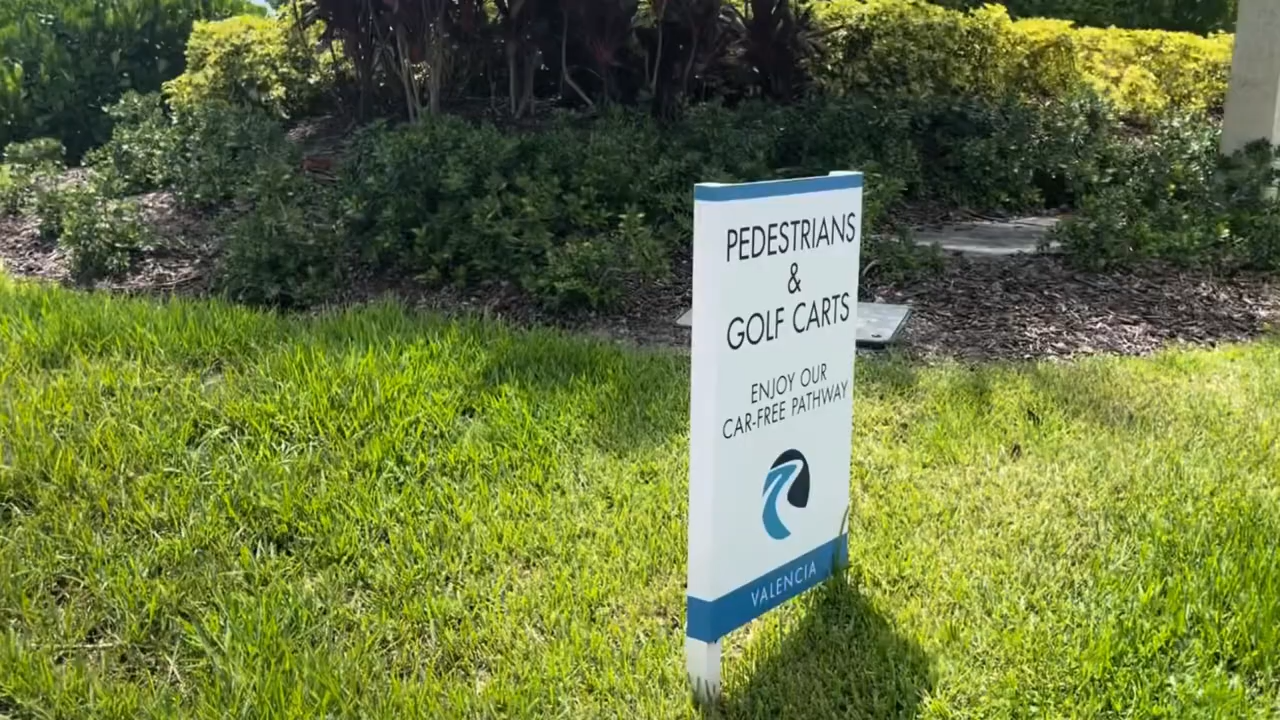 PEDESTRIANS
&
GOLF CARTS
ENJOY OUR
CAR-FREE PATHWAY
VALENCIA